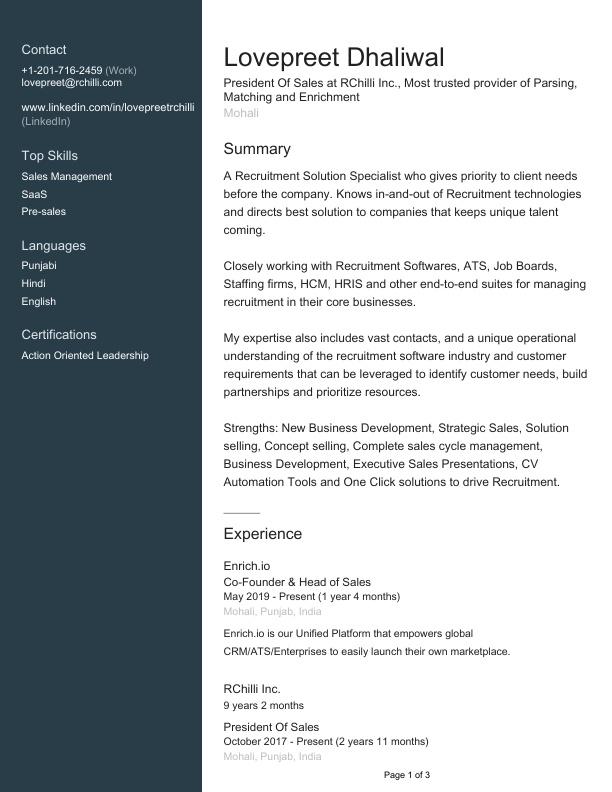 Contact
+1-201-716-2459 (Work)
lovepreet@rchilli.com
www.linkedin.com/in/lovepreetrchilli
(LinkedIn)
Top Skills
Sales Management
SaaS
Pre-sales
Languages
Punjabi
Hindi
English
Certifications
Action Oriented Leadership
Lovepreet Dhaliwal
President Of Sales at RChilli Inc., Most trusted provider of Parsing,
Matching and Enrichment
Mohali
Summary
A Recruitment Solution Specialist who gives priority to client needs
before the company. Knows in-and-out of Recruitment technologies
and directs best solution to companies that keeps unique talent
coming.
Closely working with Recruitment Softwares, ATS, Job Boards,
Staffing firms, HCM, HRIS and other end-to-end suites for managing
recruitment in their core businesses.
My expertise also includes vast contacts, and a unique operational
understanding of the recruitment software industry and customer
requirements that can be leveraged to identify customer needs, build
partnerships and prioritize resources.
Strengths: New Business Development, Strategic Sales, Solution
selling, Concept selling, Complete sales cycle management,
Business Development, Executive Sales Presentations, CV
Automation Tools and One Click solutions to drive Recruitment.
Experience
Enrich.io
Co-Founder & Head of Sales
May 2019 - Present (1 year 4 months)
Mohali, Punjab, India
Enrich.io is our Unified Platform that empowers global
CRM/ATS/Enterprises to easily launch their own marketplace.
RChilli Inc.
9 years 2 months
President Of Sales
October 2017 - Present (2 years 11 months)
Mohali, Punjab, India
Page 1 of 3